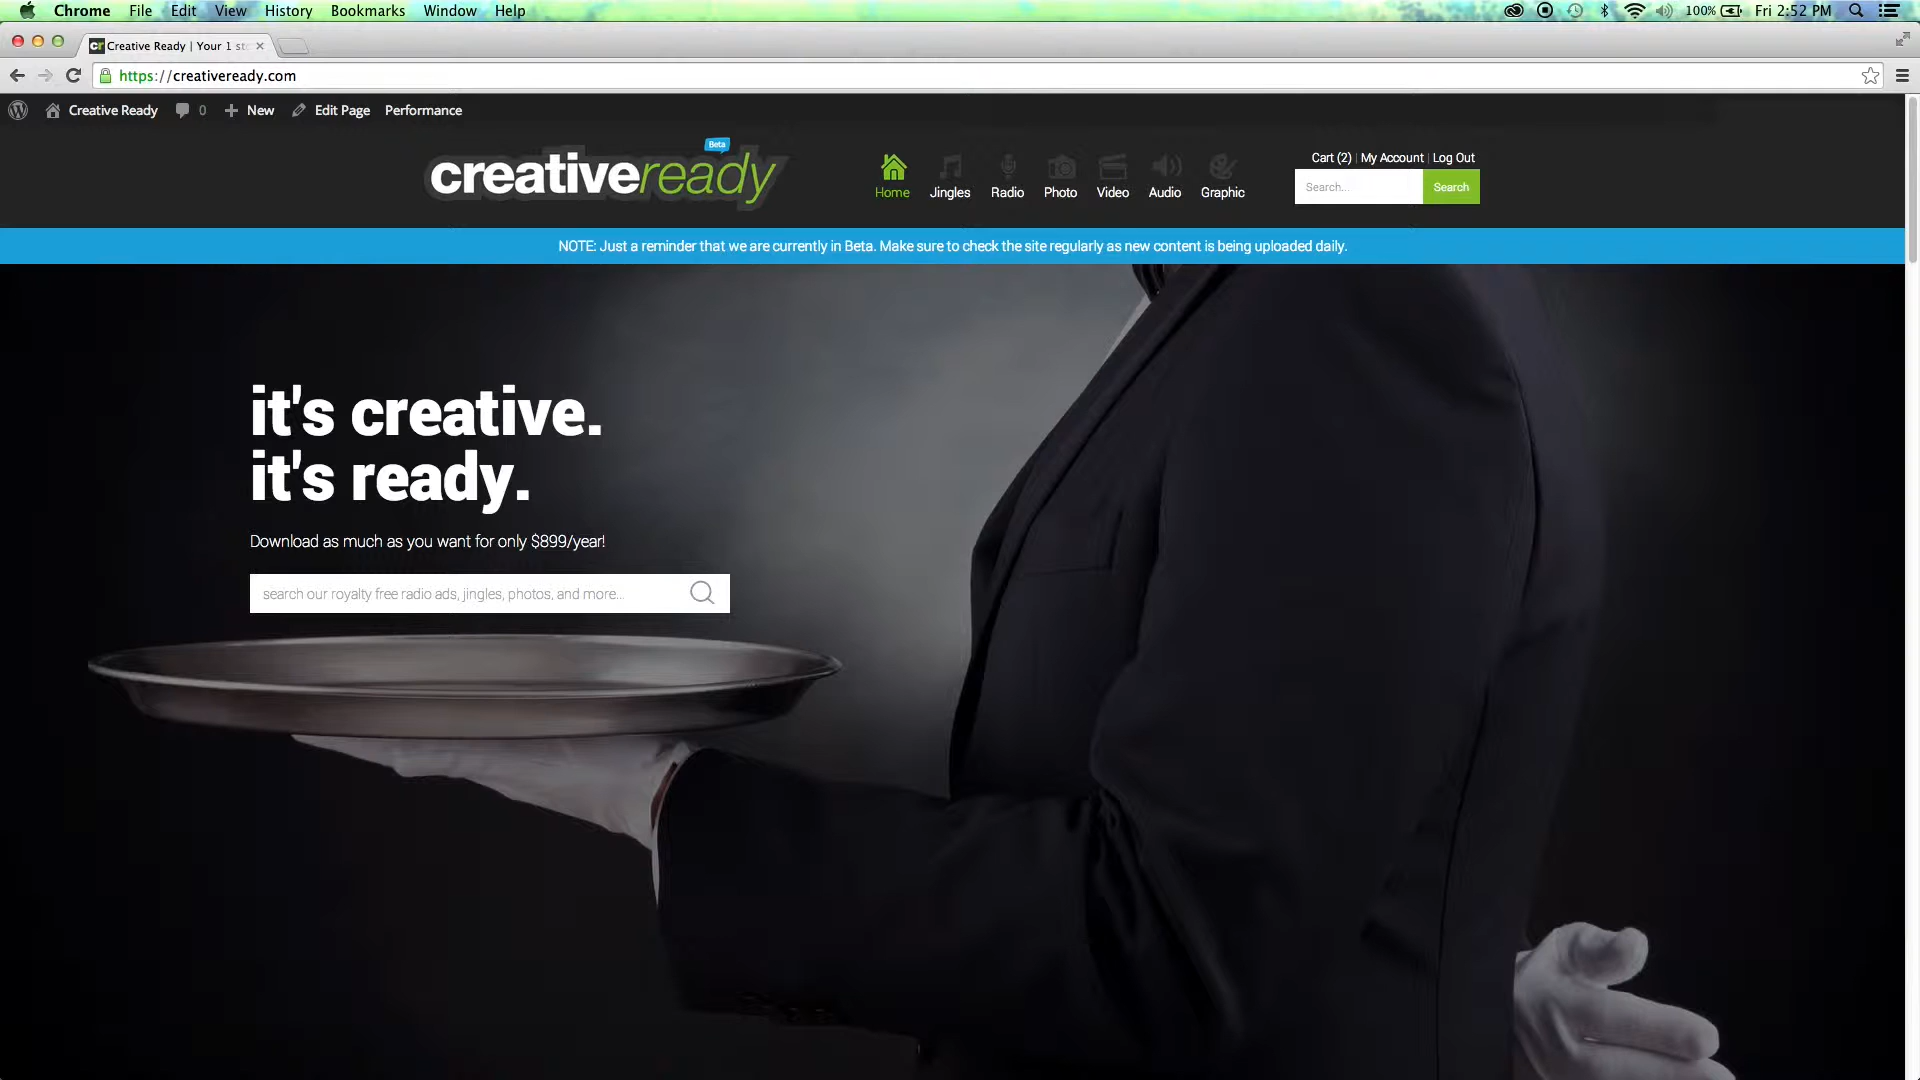 Chrome File Edit View History Bookmarks Window Help 100% Fri 2:52 PM
cr Creative Ready | Your 1 st
https://creativeready.com
Creative Ready 0 New Edit Page Performance
Beta
creativeready
Home Jingles Radio Photo Video Audio Graphic
Cart (2) | My Account | Log Out
Search... Search
NOTE: Just a reminder that we are currently in Beta. Make sure to check the site regularly as new content is being uploaded daily.
it's creative.
it's ready.
Download as much as you want for only $899/year!
search our royalty free radio ads, jingles, photos, and more...